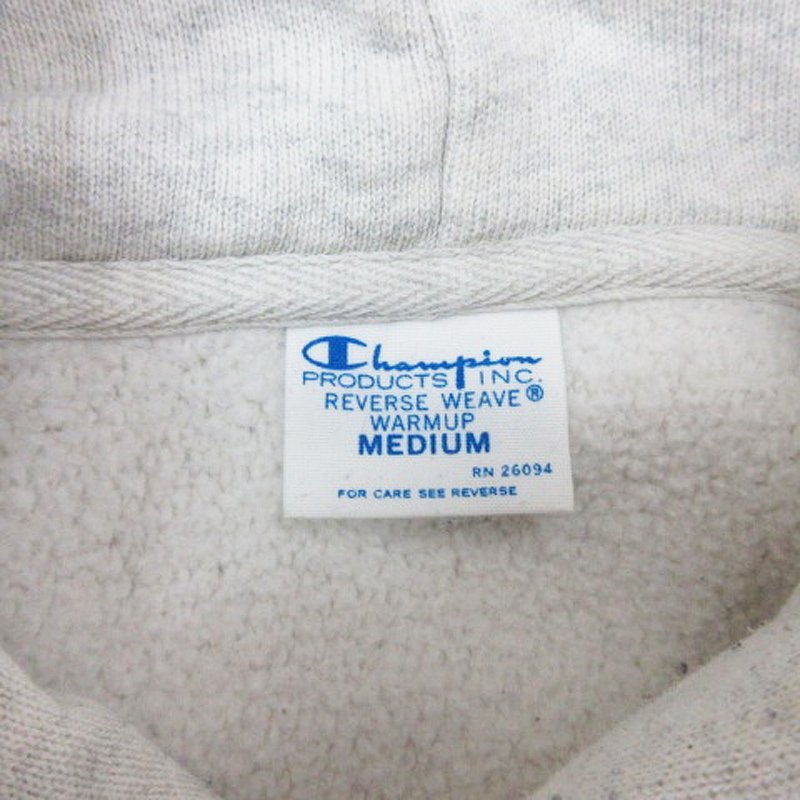 Champion
PRODUCTS INC.
REVERSE WEAVE®
WARMUP
MEDIUM
RN 26094
FOR CARE SEE REVERSE